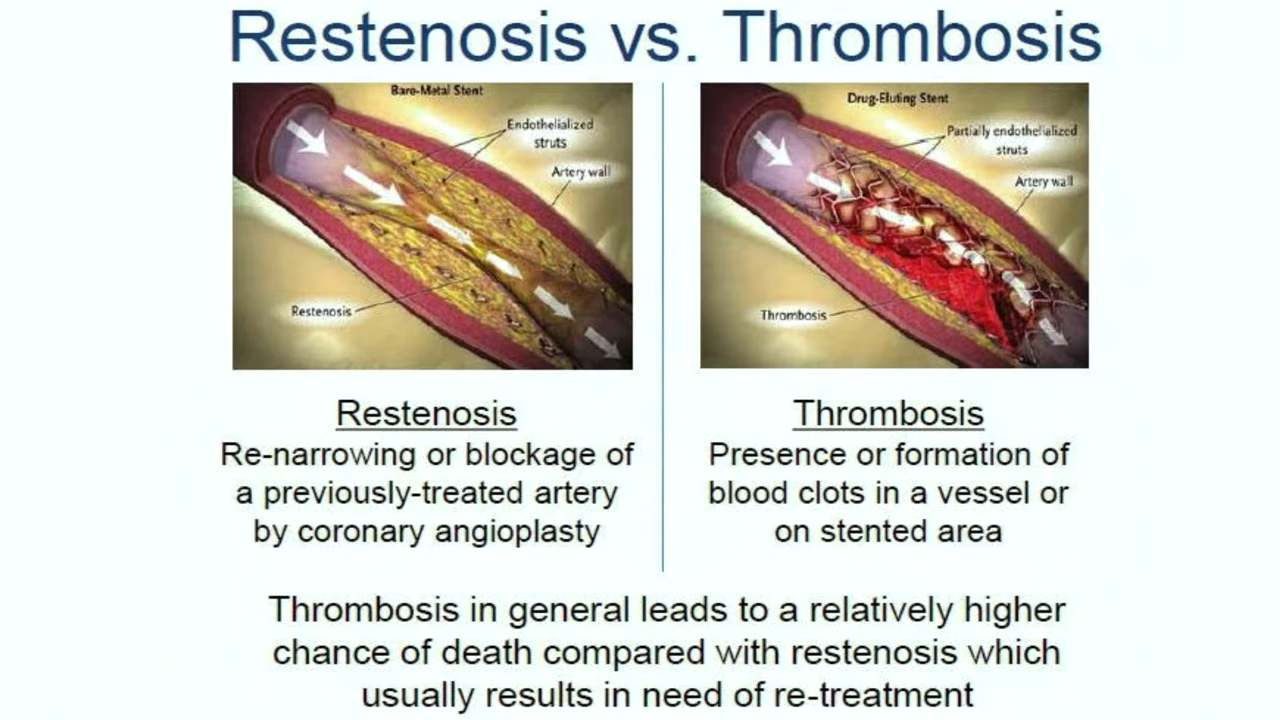 Restenosis vs. Thrombosis
Bare-Metal Stent
Endothelialized
struts
Artery wall
Restenosis
Drug-Eluting Stent
Partially endothelialized
struts
Artery wall
Thrombosis
Restenosis
Re-narrowing or blockage of
a previously-treated artery
by coronary angioplasty
Thrombosis
Presence or formation of
blood clots in a vessel or
on stented area
Thrombosis in general leads to a relatively higher
chance of death compared with restenosis which
usually results in need of re-treatment